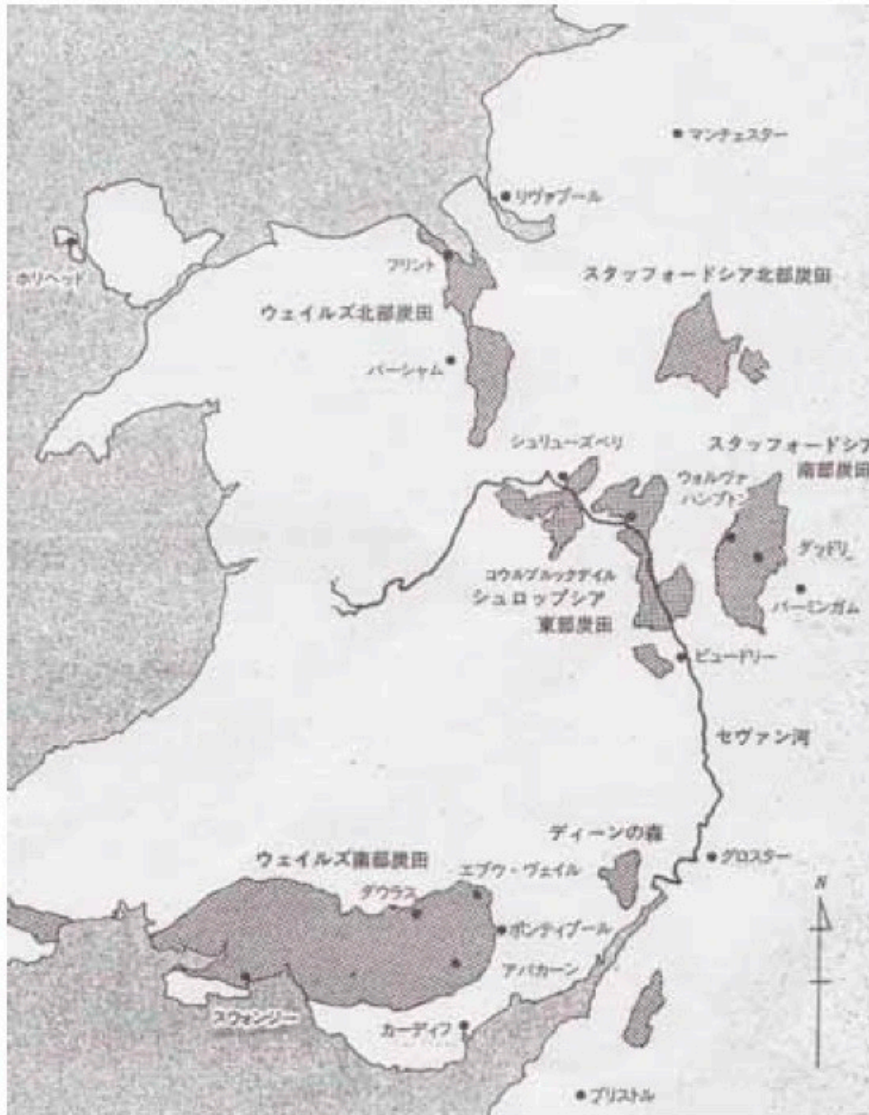 マンチェスター
リヴァプール
ホリヘッド
フリント
スタッフォードシア北部炭田
ウェイルズ北部炭田
バーシャム
シュリューズベリ
スタッフォードシア
南部炭田
ウォルヴァ
ハンプトン
ダッドリ
コウルブルックデイル
シュロップシア
東部炭田
バーミンガム
ビュードリー
セヴァン河
ディーンの森
ウェイルズ南部炭田
エブウ・ヴェイル
グロスター
ダウラス
N
ポンティプール
アバカーン
スウォンジー
カーディフ
ブリストル